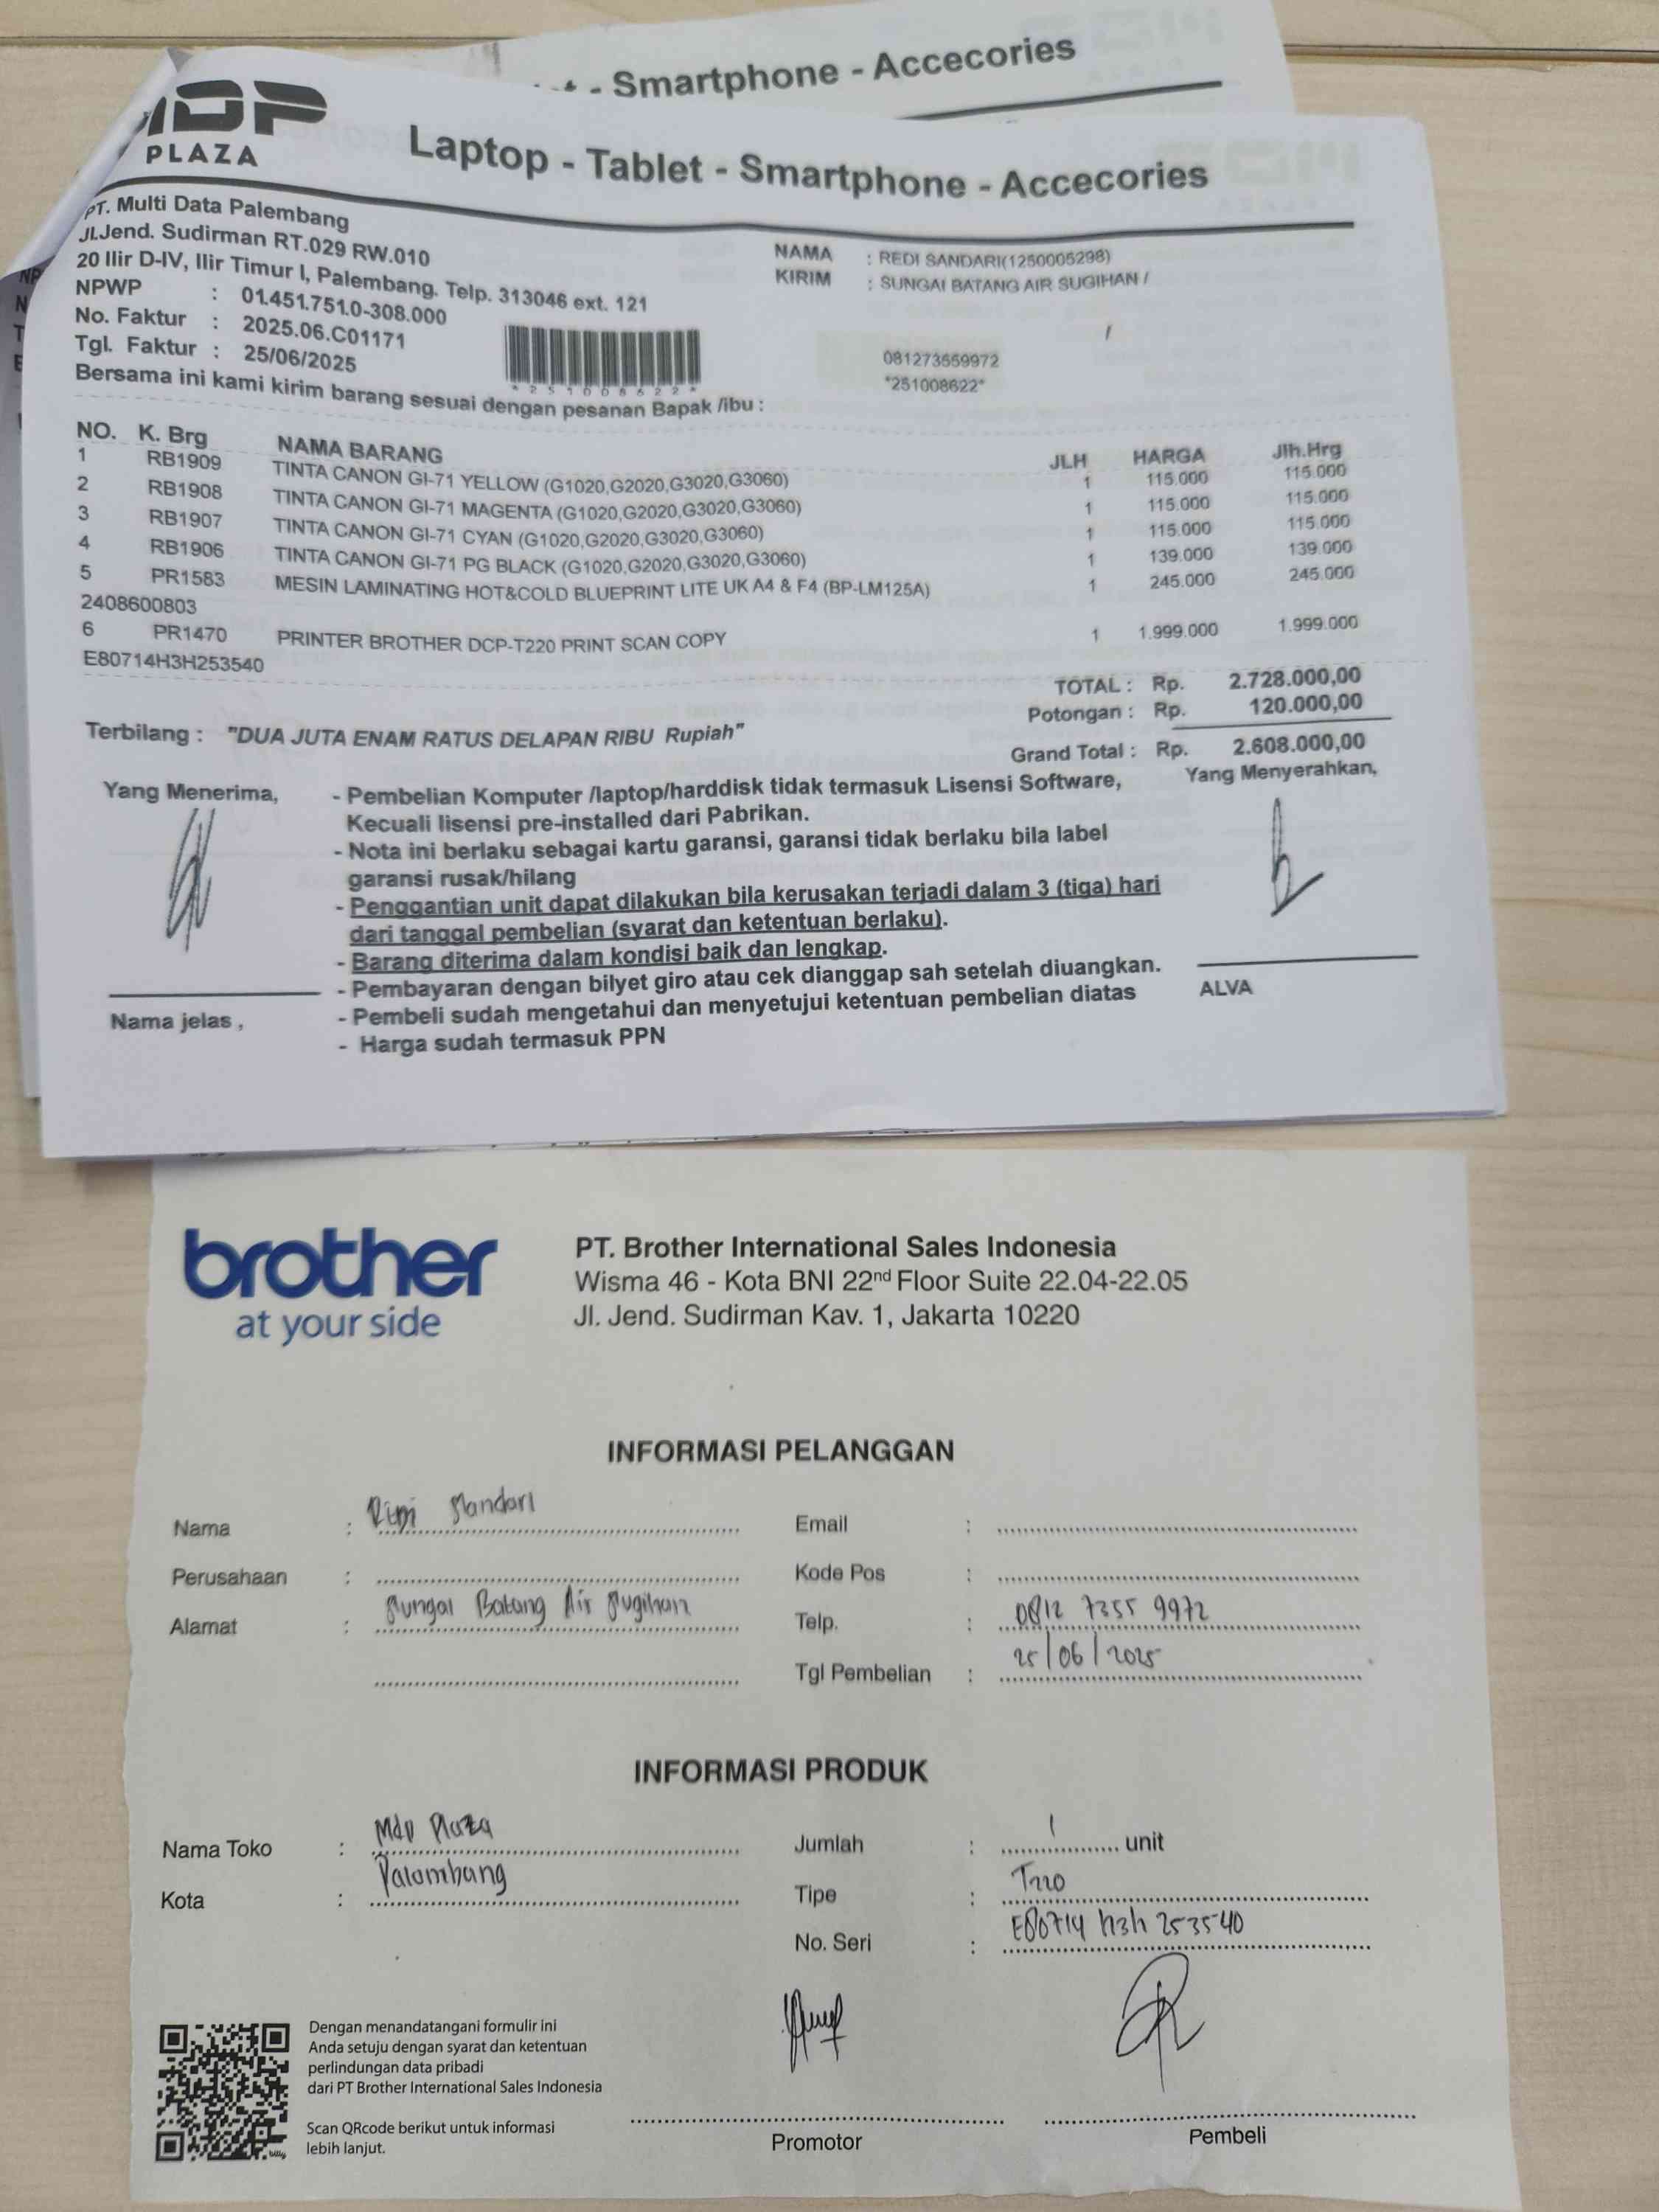 - Smartphone - Accecories
MDP
PLAZA
Laptop - Tablet - Smartphone - Accecories
PT. Multi Data Palembang
Jl.Jend. Sudirman RT.029 RW.010
20 Ilir D-IV, Ilir Timur I, Palembang. Telp. 313046 ext. 121
NPWP : 01.451.751.0-308.000
No. Faktur : 2025.06.C01171
Tgl. Faktur : 25/06/2025
NAMA : REDI SANDARI(1250005298)
KIRIM : SUNGAI BATANG AIR SUGIHAN /
/
081273559972
*251008622*
*251008622*
Bersama ini kami kirim barang sesuai dengan pesanan Bapak /ibu :
NO. K. Brg NAMA BARANG JLH HARGA Jlh.Hrg
1 RB1909 TINTA CANON GI-71 YELLOW (G1020,G2020,G3020,G3060) 1 115.000 115.000
2 RB1908 TINTA CANON GI-71 MAGENTA (G1020,G2020,G3020,G3060) 1 115.000 115.000
3 RB1907 TINTA CANON GI-71 CYAN (G1020,G2020,G3020,G3060) 1 115.000 115.000
4 RB1906 TINTA CANON GI-71 PG BLACK (G1020,G2020,G3020,G3060) 1 139.000 139.000
5 PR1583 MESIN LAMINATING HOT&COLD BLUEPRINT LITE UK A4 & F4 (BP-LM125A) 1 245.000 245.000
2408600803
6 PR1470 PRINTER BROTHER DCP-T220 PRINT SCAN COPY 1 1.999.000 1.999.000
E80714H3H253540
TOTAL : Rp. 2.728.000,00
Potongan : Rp. 120.000,00
Grand Total : Rp. 2.608.000,00
Terbilang : "DUA JUTA ENAM RATUS DELAPAN RIBU Rupiah"
Yang Menerima,
Nama jelas ,
- Pembelian Komputer /laptop/harddisk tidak termasuk Lisensi Software,
Kecuali lisensi pre-installed dari Pabrikan.
- Nota ini berlaku sebagai kartu garansi, garansi tidak berlaku bila label
garansi rusak/hilang
- Penggantian unit dapat dilakukan bila kerusakan terjadi dalam 3 (tiga) hari
dari tanggal pembelian (syarat dan ketentuan berlaku).
- Barang diterima dalam kondisi baik dan lengkap.
- Pembayaran dengan bilyet giro atau cek dianggap sah setelah diuangkan.
- Pembeli sudah mengetahui dan menyetujui ketentuan pembelian diatas
- Harga sudah termasuk PPN
Yang Menyerahkan,
ALVA
brother
at your side
PT. Brother International Sales Indonesia
Wisma 46 - Kota BNI 22nd Floor Suite 22.04-22.05
Jl. Jend. Sudirman Kav. 1, Jakarta 10220
INFORMASI PELANGGAN
Nama : Sandari
Perusahaan :
Alamat : Sungai Batang Air Sugihan
Email :
Kode Pos :
Telp. : 0812 7355 9972
Tgl Pembelian : 25/06/2025
INFORMASI PRODUK
Nama Toko : Mdp Plaza
Kota : Palembang
Jumlah : 1 unit
Tipe : T220
No. Seri : E80714 h3h 253540
Dengan menandatangani formulir ini
Anda setuju dengan syarat dan ketentuan
perlindungan data pribadi
dari PT Brother International Sales Indonesia
Scan QRcode berikut untuk informasi
lebih lanjut.
Promotor
Pembeli